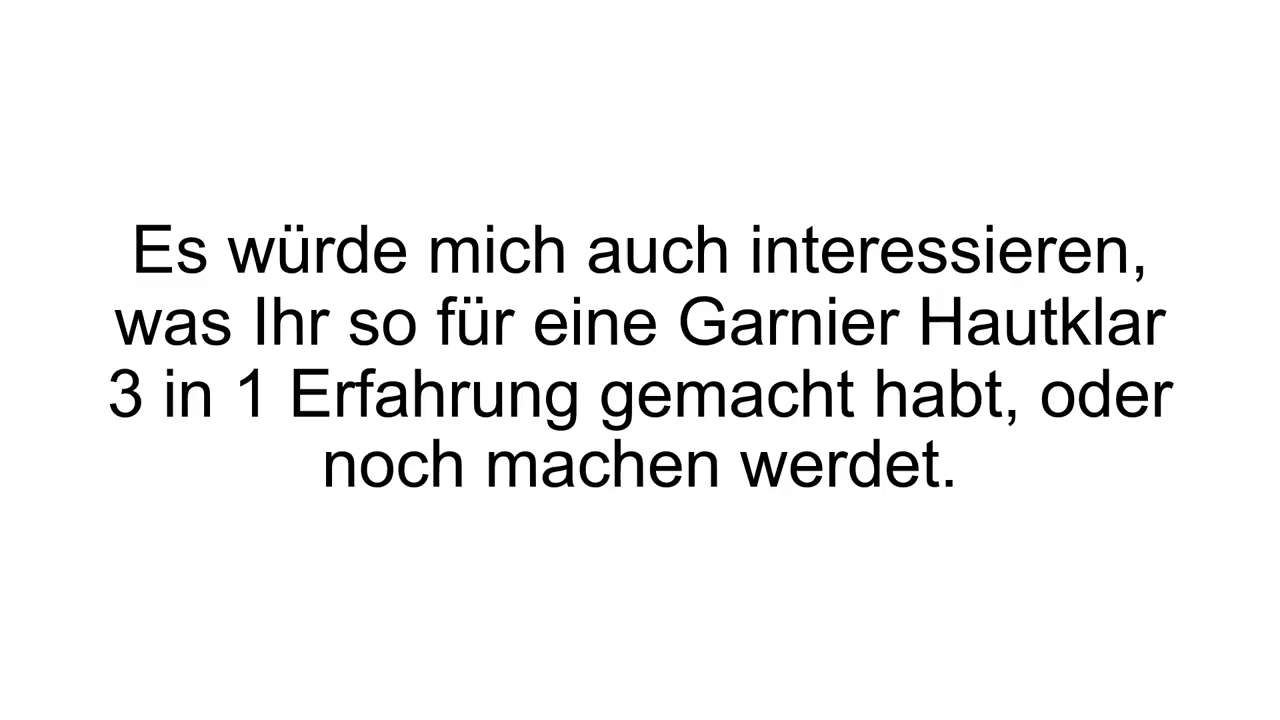 Es würde mich auch interessieren,
was Ihr so für eine Garnier Hautklar
3 in 1 Erfahrung gemacht habt, oder
noch machen werdet.